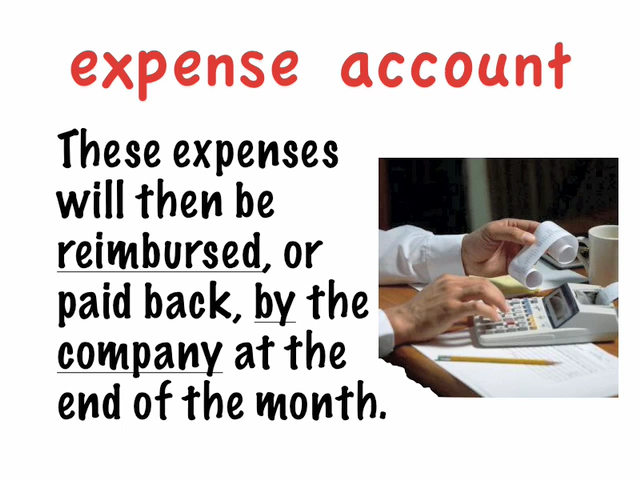 expense account
These expenses
will then be
reimbursed, or
paid back, by the
company at the
end of the month.